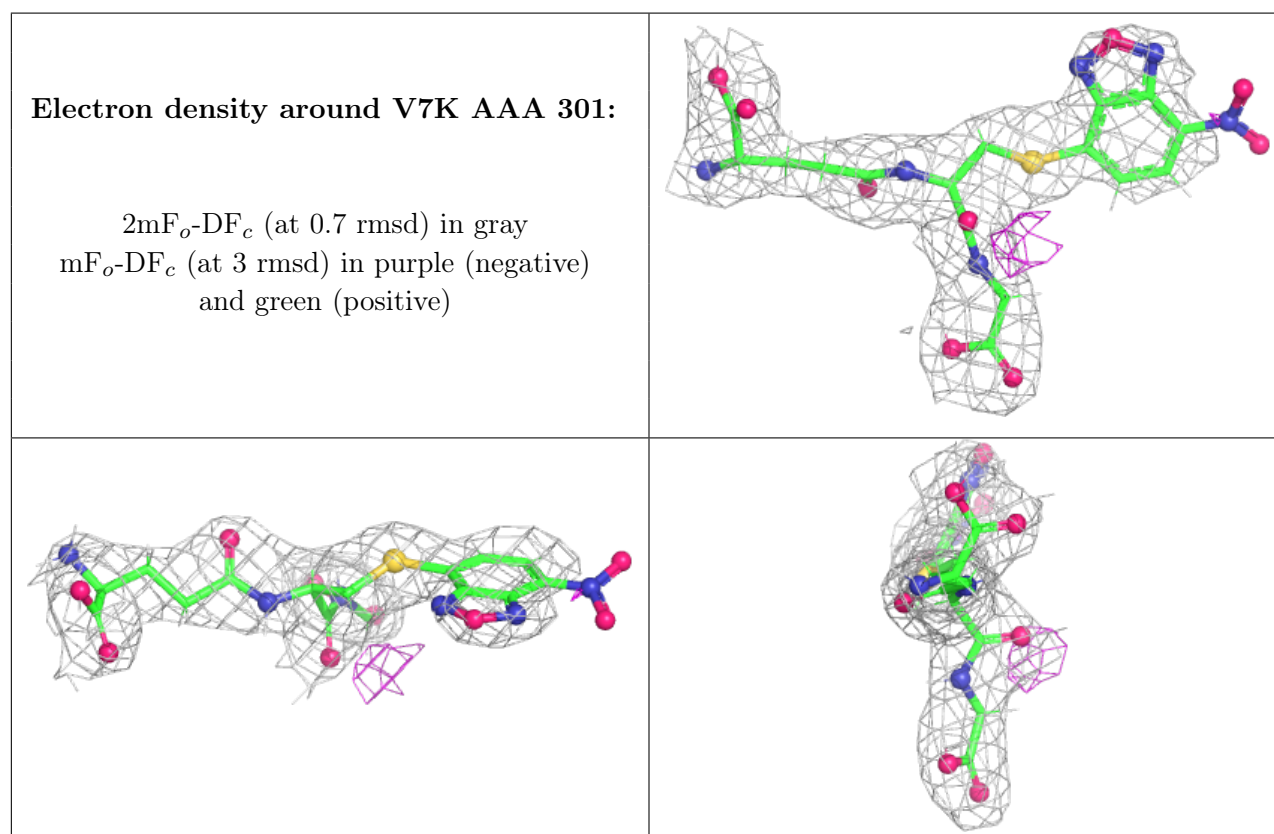 Electron density around V7K AAA 301:
2mFo-DFc (at 0.7 rmsd) in gray
mFo-DFc (at 3 rmsd) in purple (negative)
and green (positive)